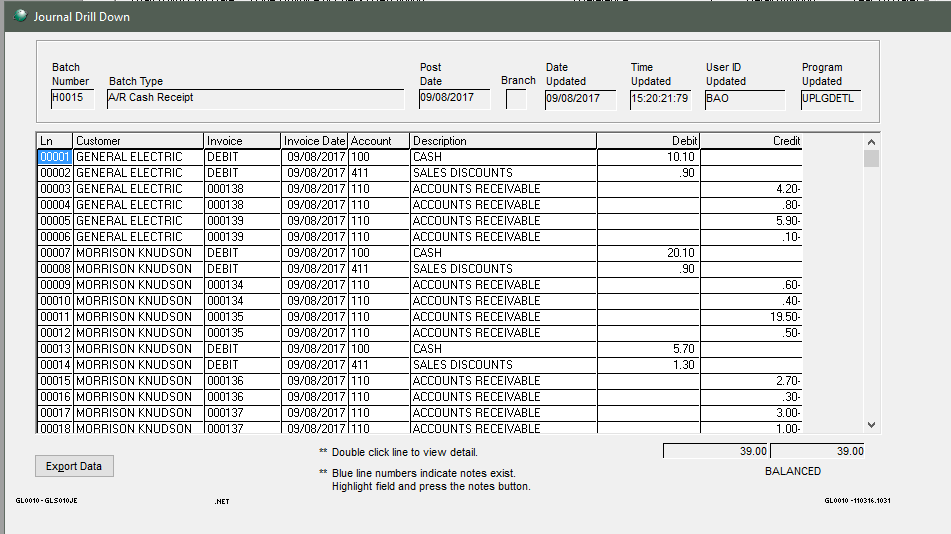 Journal Drill Down
Batch Number Batch Type Post Date Branch Date Updated Time Updated User ID Updated Program Updated
H0015 A/R Cash Receipt 09/08/2017 09/08/2017 15:20:21:79 BAO UPLGDETL
Ln Customer Invoice Invoice Date Account Description Debit Credit
00001 GENERAL ELECTRIC DEBIT 09/08/2017 100 CASH 10.10
00002 GENERAL ELECTRIC DEBIT 09/08/2017 411 SALES DISCOUNTS .90
00003 GENERAL ELECTRIC 000138 09/08/2017 110 ACCOUNTS RECEIVABLE 4.20-
00004 GENERAL ELECTRIC 000138 09/08/2017 110 ACCOUNTS RECEIVABLE .80-
00005 GENERAL ELECTRIC 000139 09/08/2017 110 ACCOUNTS RECEIVABLE 5.90-
00006 GENERAL ELECTRIC 000139 09/08/2017 110 ACCOUNTS RECEIVABLE .10-
00007 MORRISON KNUDSON DEBIT 09/08/2017 100 CASH 20.10
00008 MORRISON KNUDSON DEBIT 09/08/2017 411 SALES DISCOUNTS .90
00009 MORRISON KNUDSON 000134 09/08/2017 110 ACCOUNTS RECEIVABLE .60-
00010 MORRISON KNUDSON 000134 09/08/2017 110 ACCOUNTS RECEIVABLE .40-
00011 MORRISON KNUDSON 000135 09/08/2017 110 ACCOUNTS RECEIVABLE 19.50-
00012 MORRISON KNUDSON 000135 09/08/2017 110 ACCOUNTS RECEIVABLE .50-
00013 MORRISON KNUDSON DEBIT 09/08/2017 100 CASH 5.70
00014 MORRISON KNUDSON DEBIT 09/08/2017 411 SALES DISCOUNTS 1.30
00015 MORRISON KNUDSON 000136 09/08/2017 110 ACCOUNTS RECEIVABLE 2.70-
00016 MORRISON KNUDSON 000136 09/08/2017 110 ACCOUNTS RECEIVABLE .30-
00017 MORRISON KNUDSON 000137 09/08/2017 110 ACCOUNTS RECEIVABLE 3.00-
00018 MORRISON KNUDSON 000137 09/08/2017 110 ACCOUNTS RECEIVABLE 1.00-
** Double click line to view detail. 39.00 39.00
Export Data ** Blue line numbers indicate notes exist. BALANCED
Highlight field and press the notes button.
GL0010 - GLS010JE .NET GL0010 -110316.1031